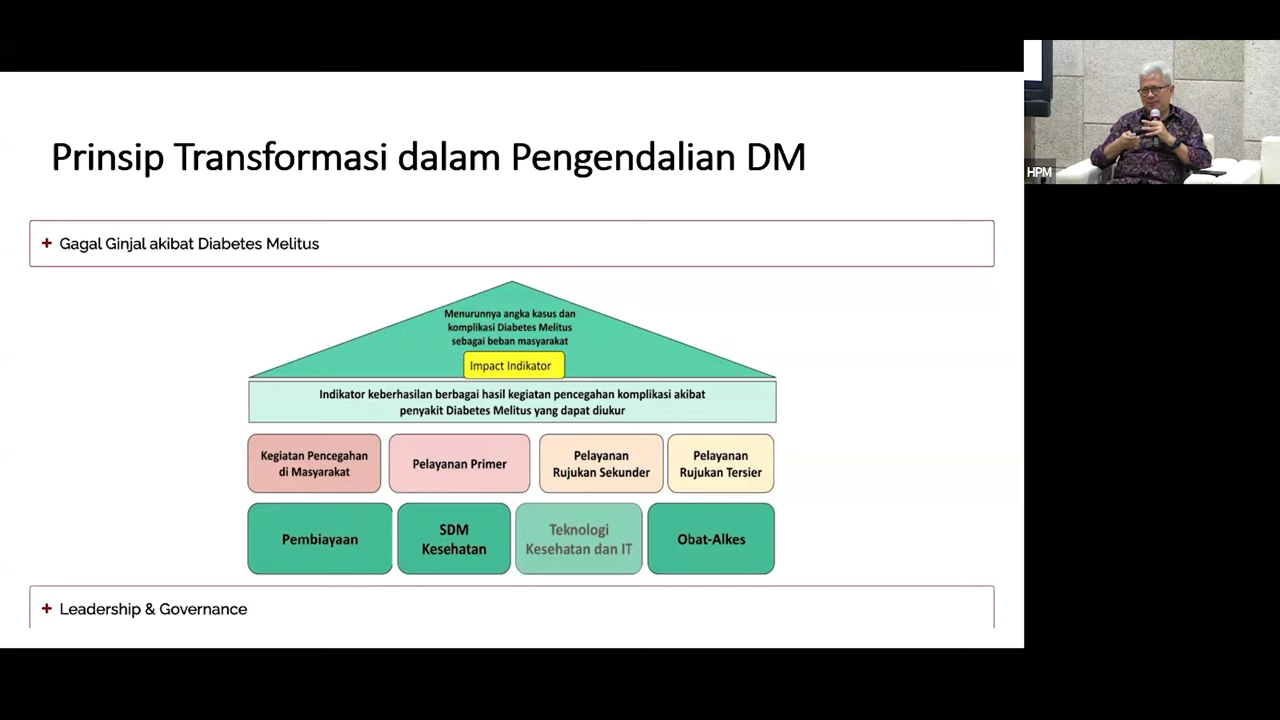 Prinsip Transformasi dalam Pengendalian DM
HPM
+ Gagal Ginjal akibat Diabetes Melitus
Menurunnya angka kasus dan
komplikasi Diabetes Melitus
sebagai beban masyarakat
Impact Indikator
Indikator keberhasilan berbagai hasil kegiatan pencegahan komplikasi akibat
penyakit Diabetes Melitus yang dapat diukur
Kegiatan Pencegahan
di Masyarakat
Pelayanan Primer
Pelayanan
Rujukan Sekunder
Pelayanan
Rujukan Tersier
Pembiayaan
SDM
Kesehatan
Teknologi
Kesehatan dan IT
Obat-Alkes
+ Leadership & Governance